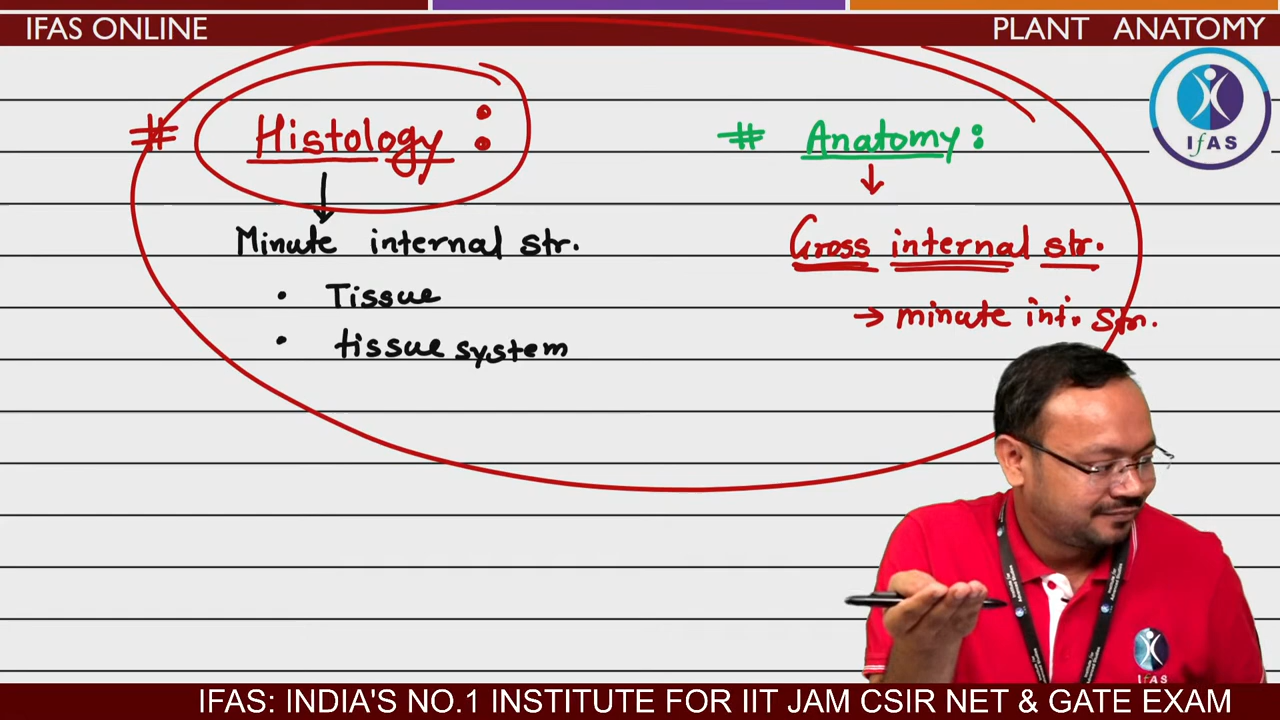 IFAS ONLINE
PLANT ANATOMY
# Histology :
# Anatomy :
IfAS
Minute internal str.
Gross internal str.
• Tissue
→ minute int. str.
• tissue system
IfAS
IFAS: INDIA'S NO.1 INSTITUTE FOR IIT JAM CSIR NET & GATE EXAM